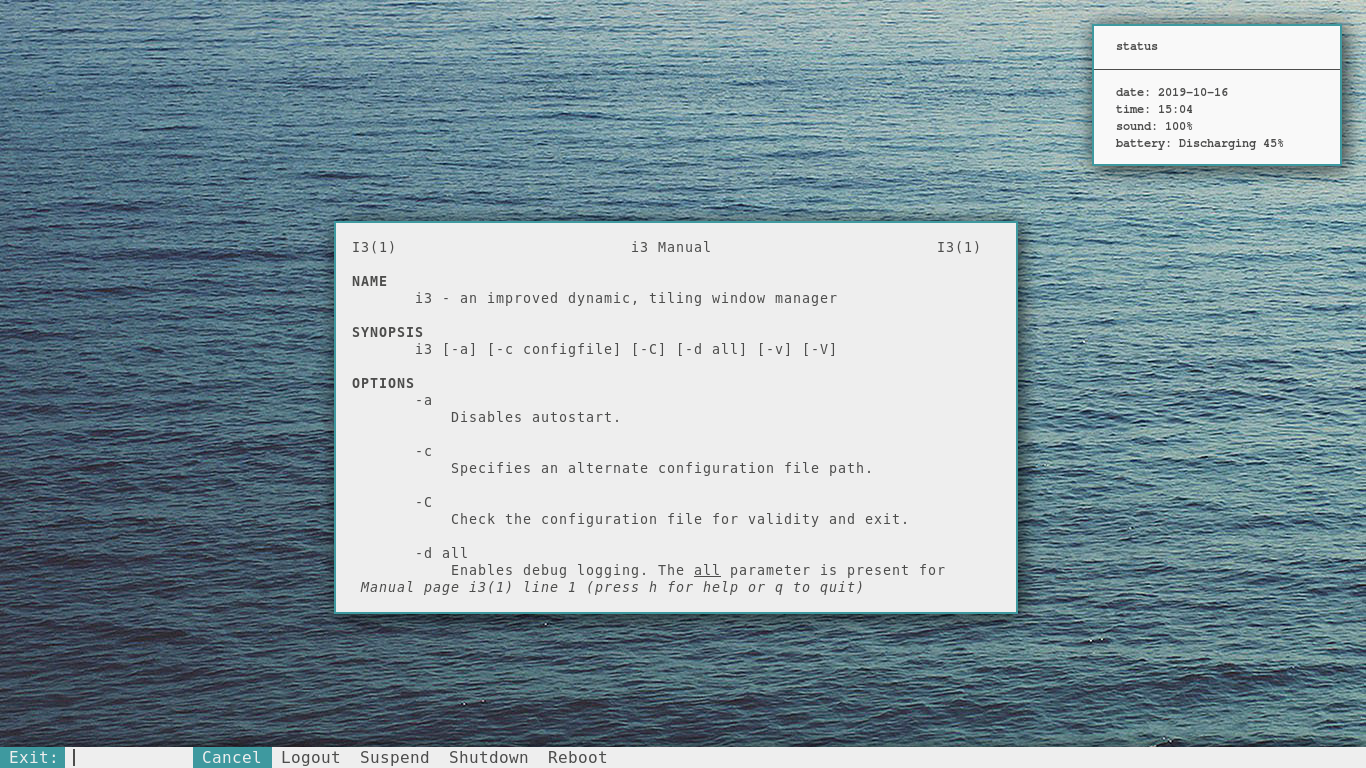 status
date: 2019-10-16
time: 15:04
sound: 100%
battery: Discharging 45%
I3(1) i3 Manual I3(1)
NAME
i3 - an improved dynamic, tiling window manager
SYNOPSIS
i3 [-a] [-c configfile] [-C] [-d all] [-v] [-V]
OPTIONS
-a
Disables autostart.
-c
Specifies an alternate configuration file path.
-C
Check the configuration file for validity and exit.
-d all
Enables debug logging. The all parameter is present for
Manual page i3(1) line 1 (press h for help or q to quit)
Exit: Cancel Logout Suspend Shutdown Reboot